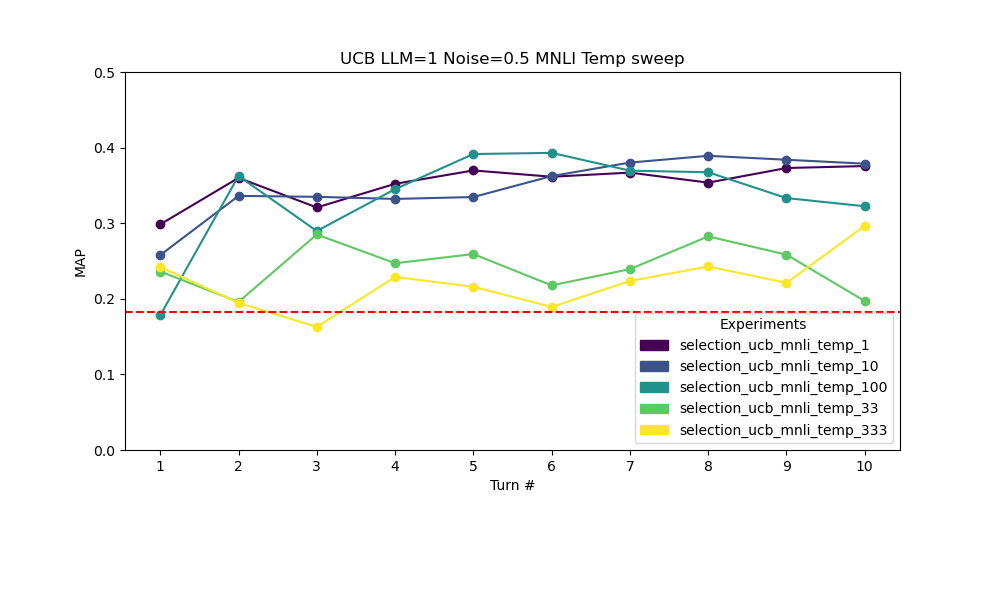 UCB LLM=1 Noise=0.5 MNLI Temp sweep
0.5
0.4
0.3
0.2
0.1
0.0
MAP
Experiments
selection_ucb_mnli_temp_1
selection_ucb_mnli_temp_10
selection_ucb_mnli_temp_100
selection_ucb_mnli_temp_33
selection_ucb_mnli_temp_333
1 2 3 4 5 6 7 8 9 10
Turn #